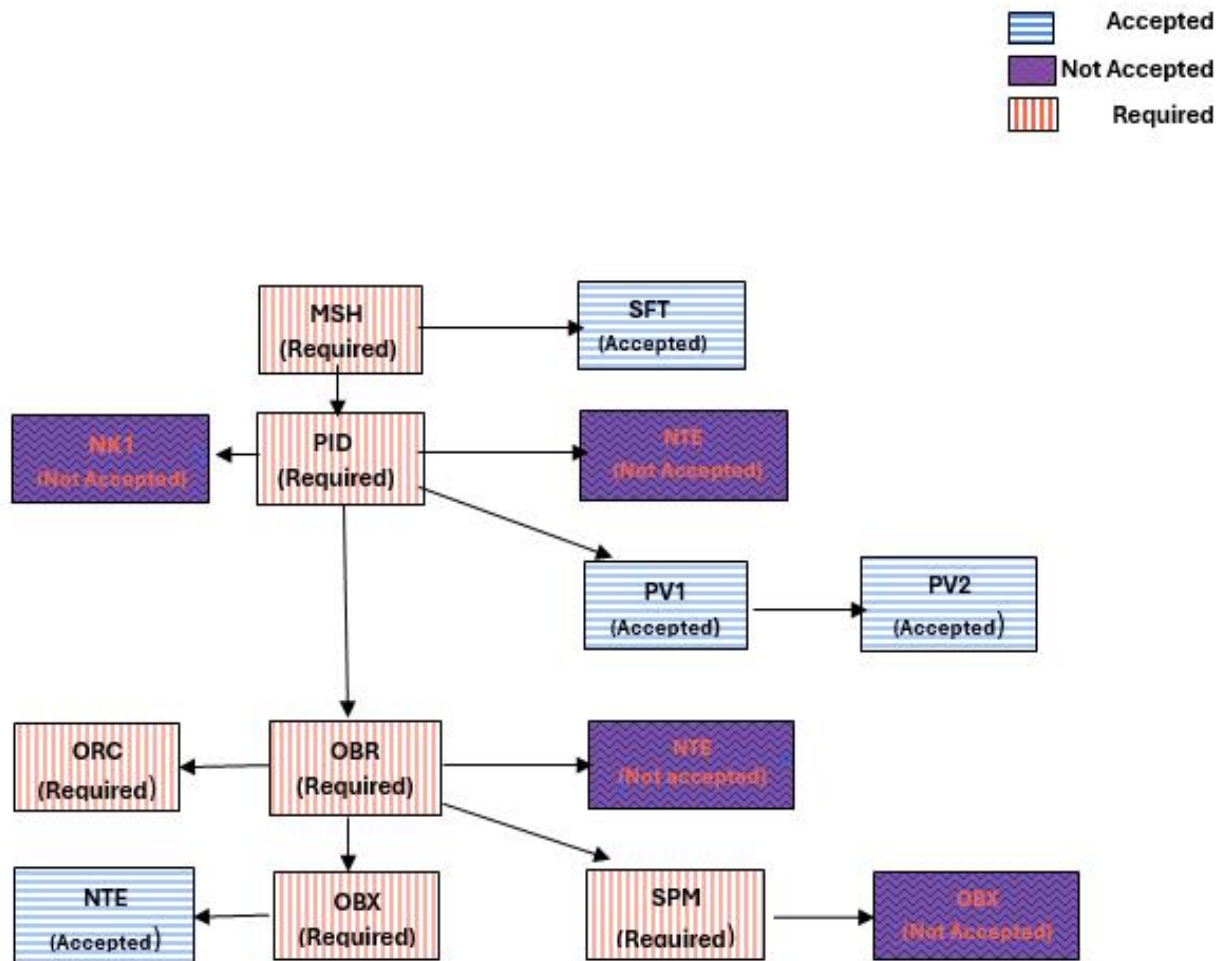 Accepted
Not Accepted
Required
MSH
(Required)
SFT
(Accepted)
NK1
(Not Accepted)
PID
(Required)
NTE
(Not Accepted)
PV1
(Accepted)
PV2
(Accepted)
ORC
(Required)
OBR
(Required)
NTE
(Not accepted)
NTE
(Accepted)
OBX
(Required)
SPM
(Required)
OBX
(Not Accepted)